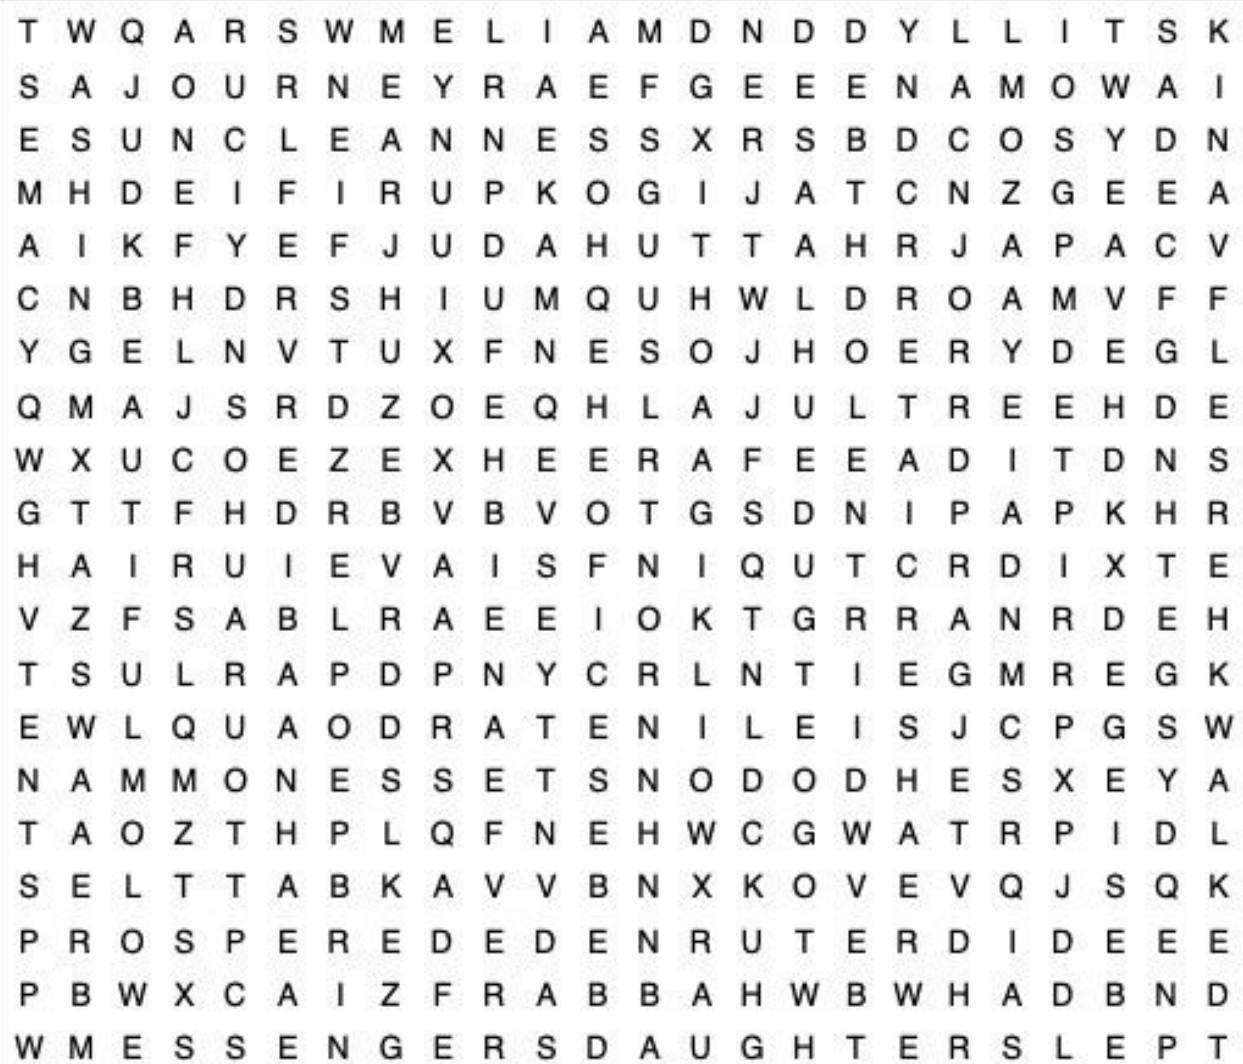 T W Q A R S W M E L I A M D N D D Y L L I T S K
S A J O U R N E Y R A E F G E E E N A M O W A I
E S U N C L E A N N E S S X R S B D C O S Y D N
M H D E I F I R U P K O G I J A T C N Z G E E A
A I K F Y E F J U D A H U T T A H R J A P A C V
C N B H D R S H I U M Q U H W L D R O A M V F F
Y G E L N V T U X F N E S O J H O E R Y D E G L
Q M A J S R D Z O E Q H L A J U L T R E E H D E
W X U C O E Z E X H E E R A F E E A D I T D N S
G T T F H D R B V B V O T G S D N I P A P K H R
H A I R U I E V A I S F N I Q U T C R D I X T E
V Z F S A B L R A E E I O K T G R R A N R D E H
T S U L R A P D P N Y C R L N T I E G M R E G K
E W L Q U A O D R A T E N I L E I S J C P G S W
N A M M O N E S S E T S N O D O D H E S X E Y A
T A O Z T H P L Q F N E H W C G W A T R P I D L
S E L T T A B K A V V B N X K O V E V Q J S Q K
P R O S P E R E D E D E N R U T E R D I D E E E
P B W X C A I Z F R A B B A H W B W H A D B N D
W M E S S E N G E R S D A U G H T E R S L E P T